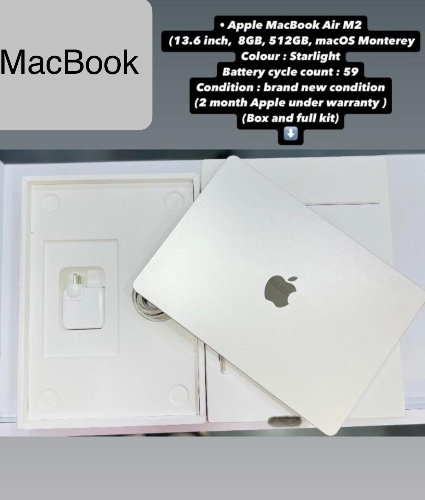 MacBook
• Apple MacBook Air M2
(13.6 inch, 8GB, 512GB, macOS Monterey
Colour : Starlight
Battery cycle count : 59
Condition : brand new condition
(2 month Apple under warranty )
(Box and full kit)